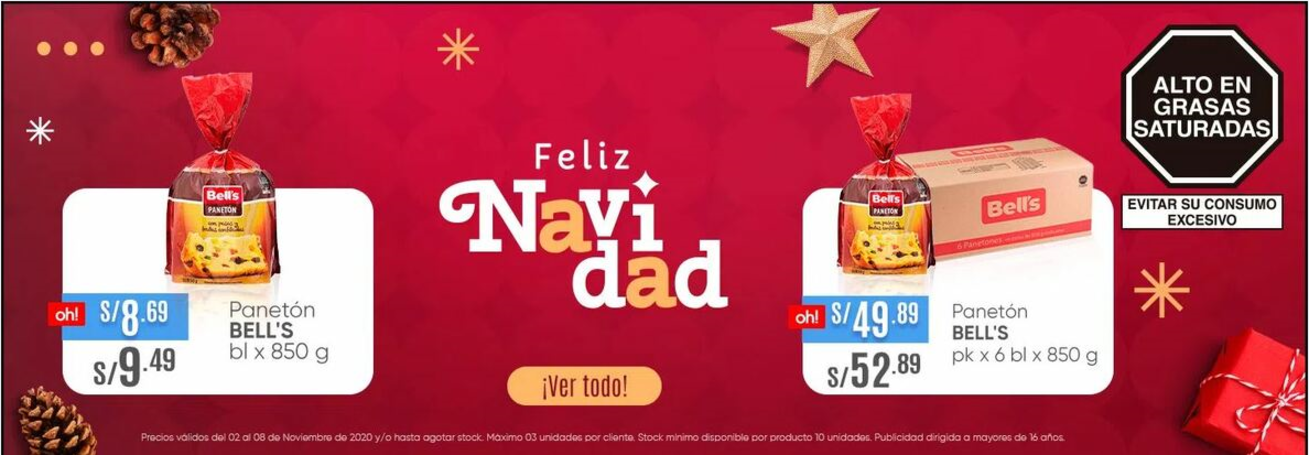 ALTO EN
GRASAS
SATURADAS
EVITAR SU CONSUMO
EXCESIVO
Feliz
Navidad
Bell's
PANETÓN
oh! S/8.69
S/9.49
Panetón
BELL'S
bl x 850 g
Bell's
PANETÓN
Bell's
6 Panetones
oh! S/49.89
S/52.89
Panetón
BELL'S
pk x 6 bl x 850 g
¡Ver todo!
Precios válidos del 02 al 08 de Noviembre de 2020 y/o hasta agotar stock. Máximo 03 unidades por cliente. Stock mínimo disponible por producto 10 unidades. Publicidad dirigida a mayores de 16 años.